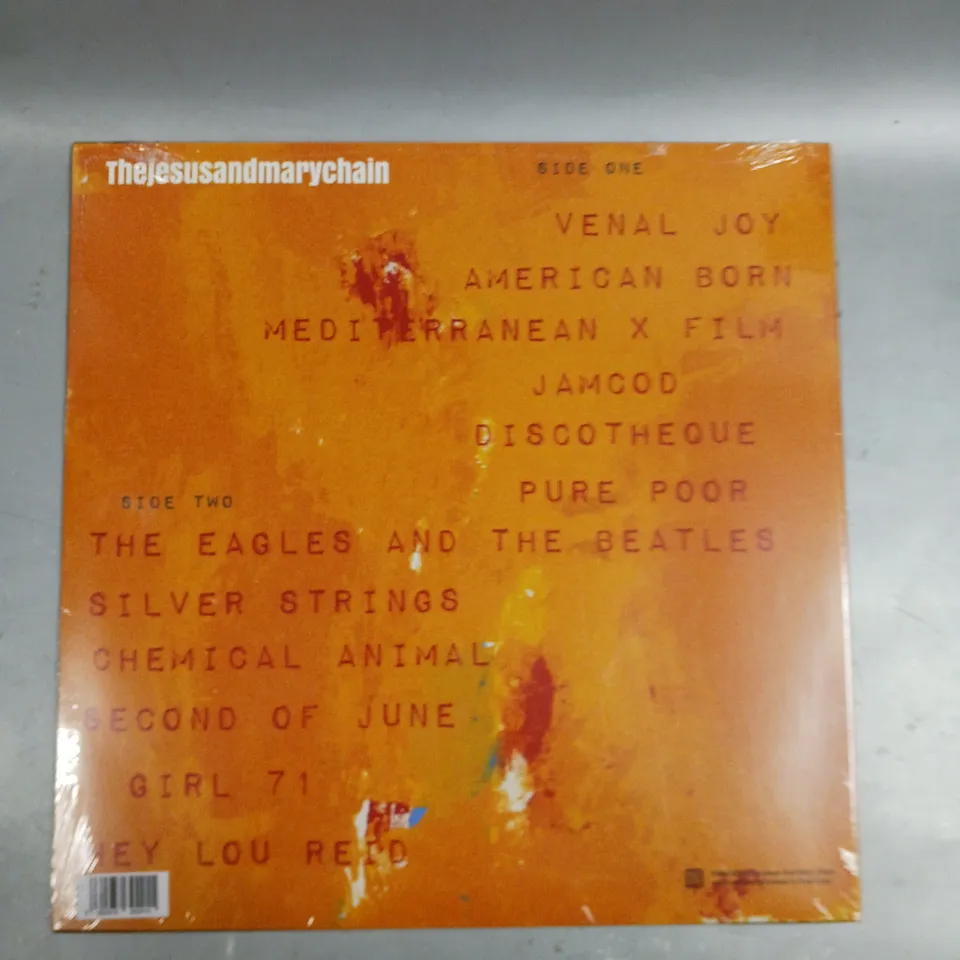 Thejesusandmarychain
SIDE ONE
VENAL JOY
AMERICAN BORN
MEDITERRANEAN X FILM
JAMCOD
DISCOTHEQUE
PURE POOR
SIDE TWO
THE EAGLES AND THE BEATLES
SILVER STRINGS
CHEMICAL ANIMAL
SECOND OF JUNE
GIRL 71
HEY LOU REID